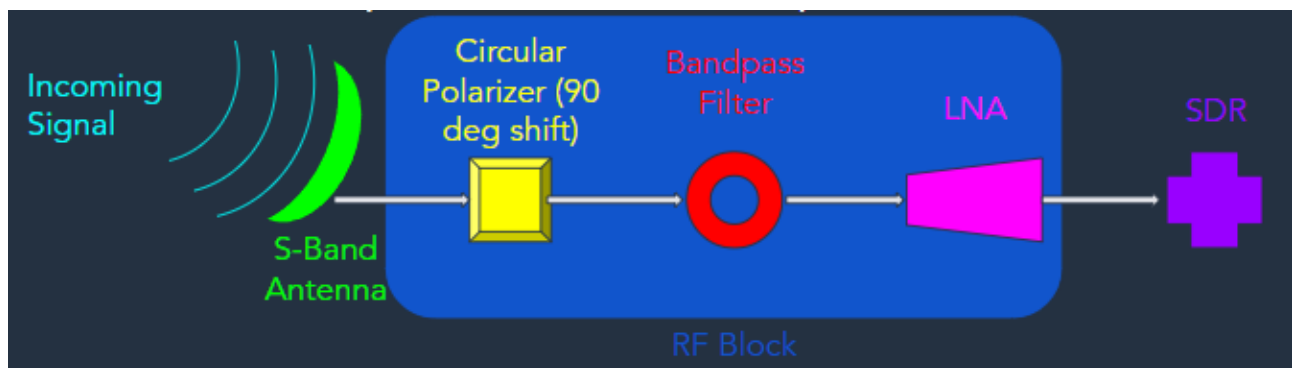 Incoming
Signal
S-Band
Antenna
Circular
Polarizer (90
deg shift)
Bandpass
Filter
LNA
SDR
RF Block